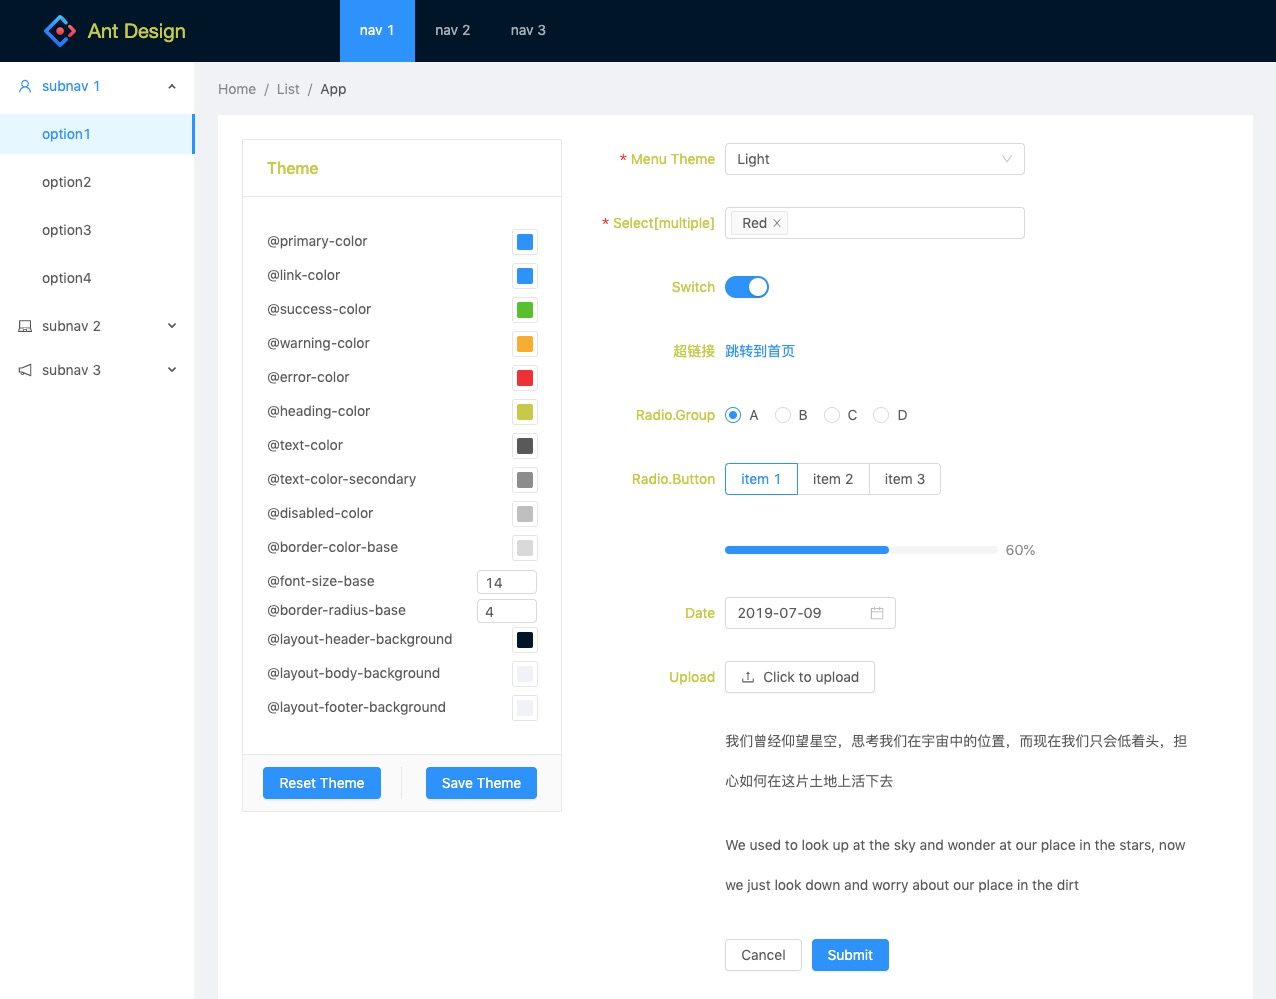 Ant Design
nav 1
nav 2
nav 3
subnav 1
option1
option2
option3
option4
subnav 2
subnav 3
Home / List / App
Theme
@primary-color
@link-color
@success-color
@warning-color
@error-color
@heading-color
@text-color
@text-color-secondary
@disabled-color
@border-color-base
@font-size-base 14
@border-radius-base 4
@layout-header-background
@layout-body-background
@layout-footer-background
Reset Theme
Save Theme
* Menu Theme Light
* Select[multiple] Red
Switch
超链接 跳转到首页
Radio.Group A B C D
Radio.Button item 1 item 2 item 3
60%
Date 2019-07-09
Upload Click to upload
我们曾经仰望星空，思考我们在宇宙中的位置，而现在我们只会低着头，担
心如何在这片土地上活下去
We used to look up at the sky and wonder at our place in the stars, now
we just look down and worry about our place in the dirt
Cancel
Submit